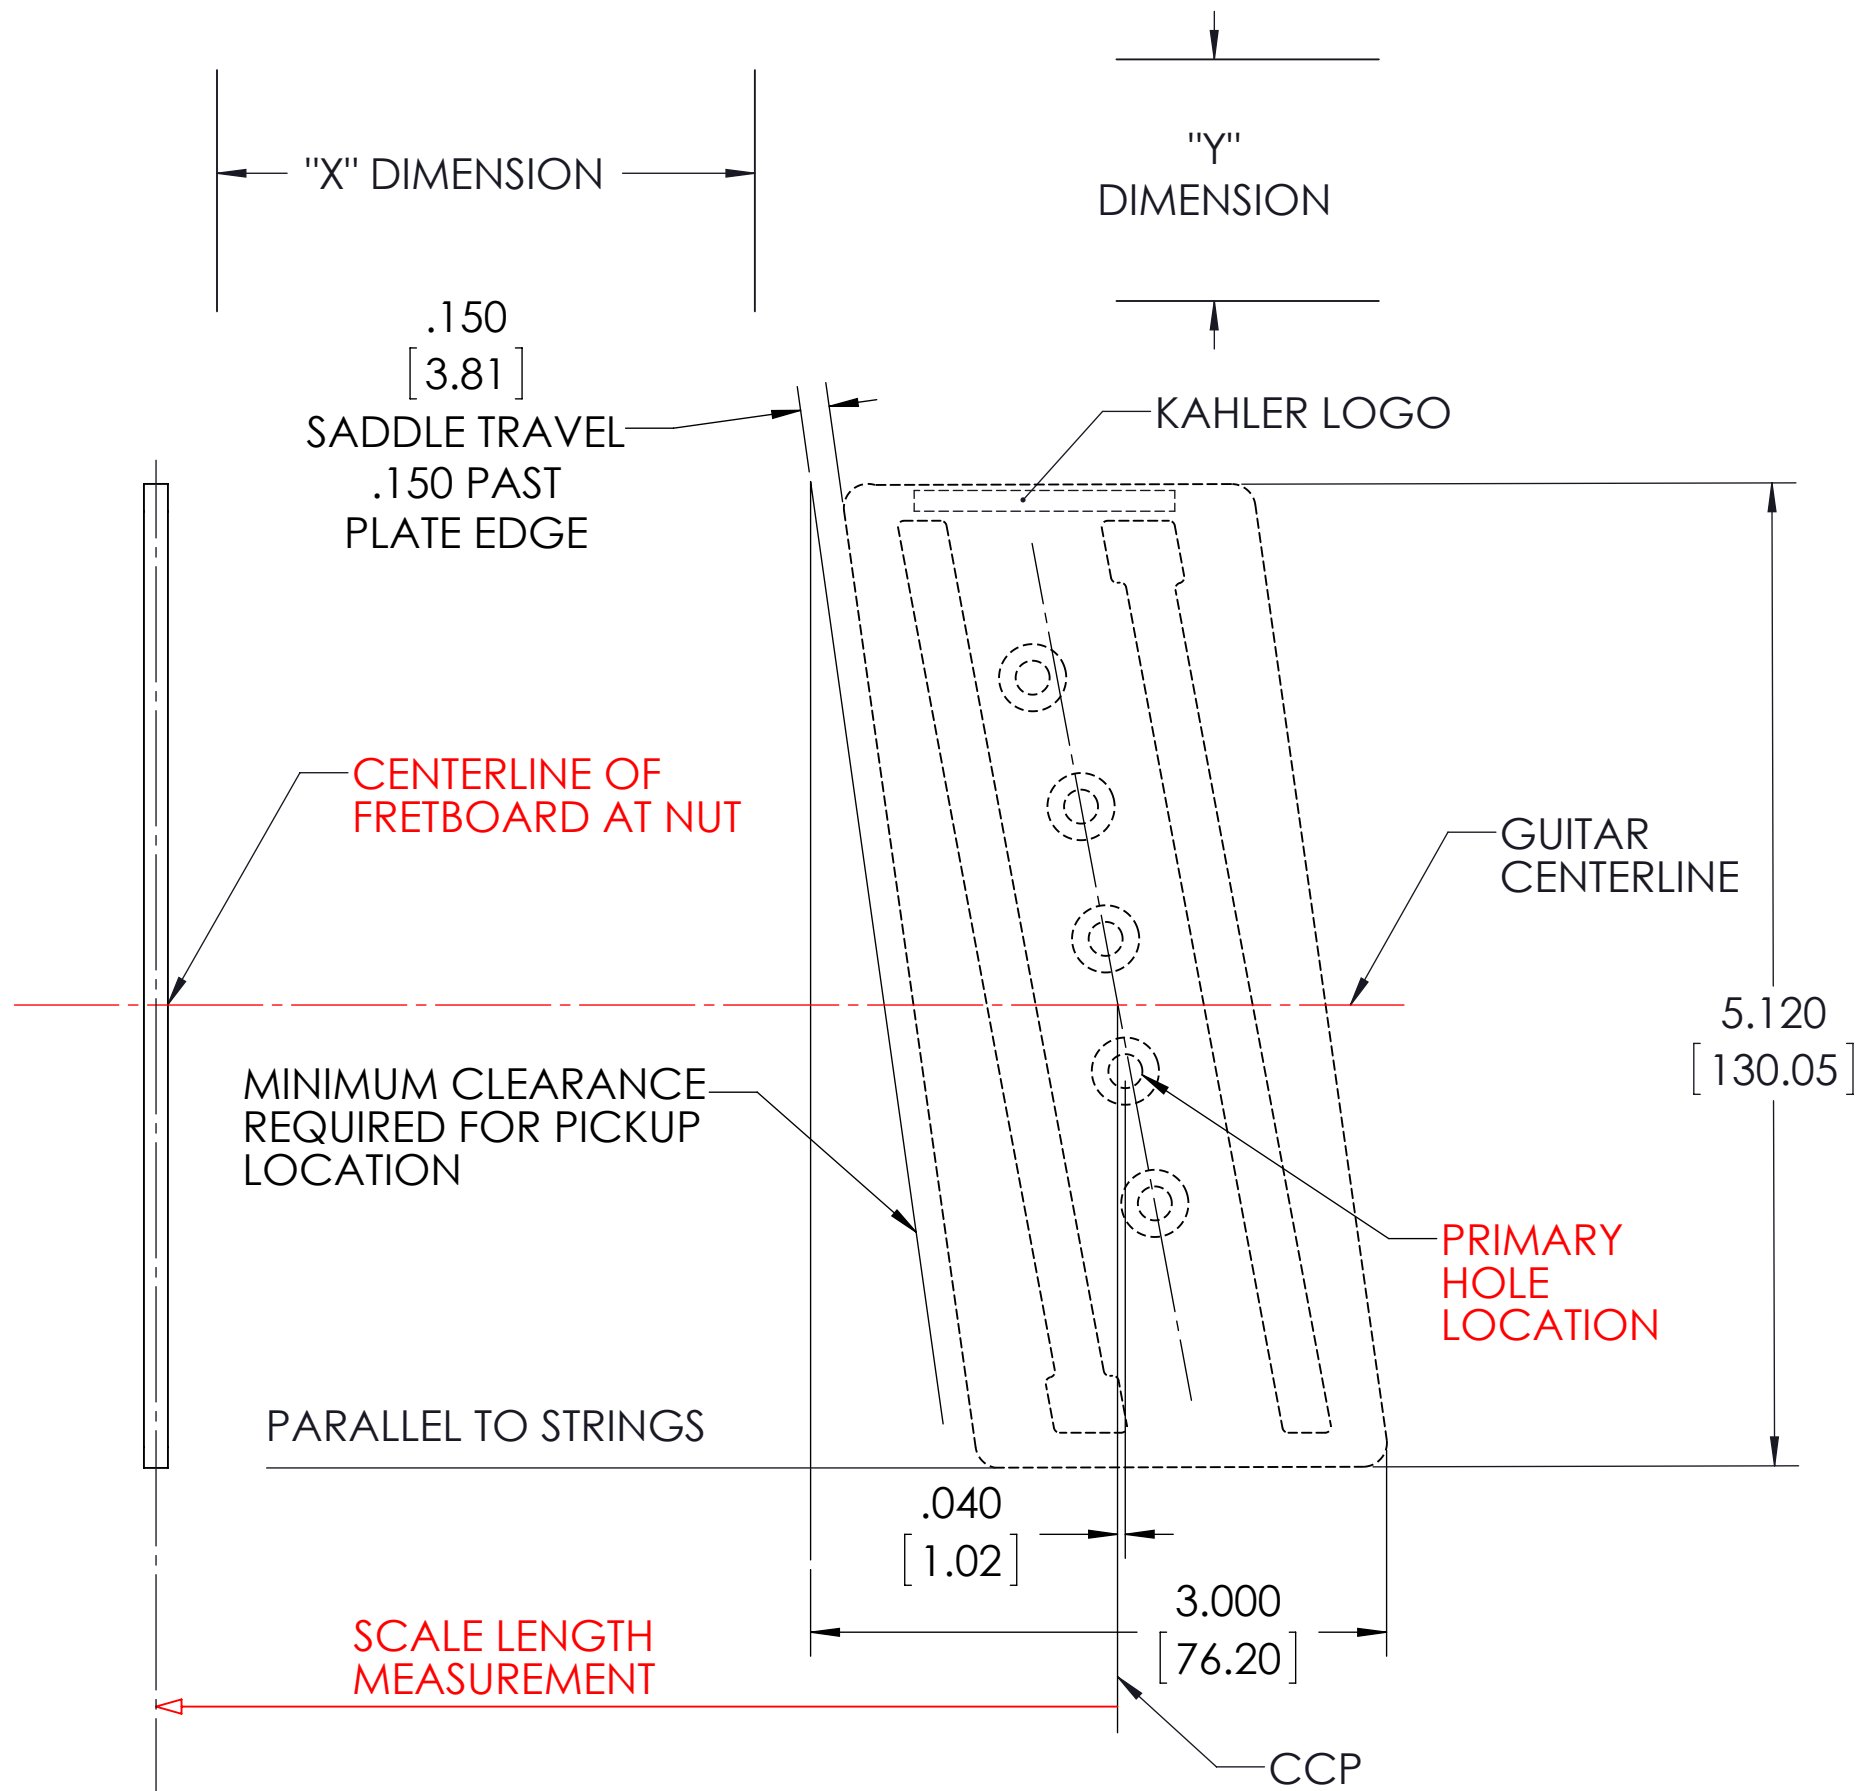 "X" DIMENSION
"Y"
DIMENSION
.150
[3.81]
SADDLE TRAVEL
.150 PAST
PLATE EDGE
KAHLER LOGO
CENTERLINE OF
FRETBOARD AT NUT
GUITAR
CENTERLINE
5.120
[130.05]
MINIMUM CLEARANCE
REQUIRED FOR PICKUP
LOCATION
PRIMARY
HOLE
LOCATION
PARALLEL TO STRINGS
.040
[1.02]
3.000
[76.20]
SCALE LENGTH
MEASUREMENT
CCP